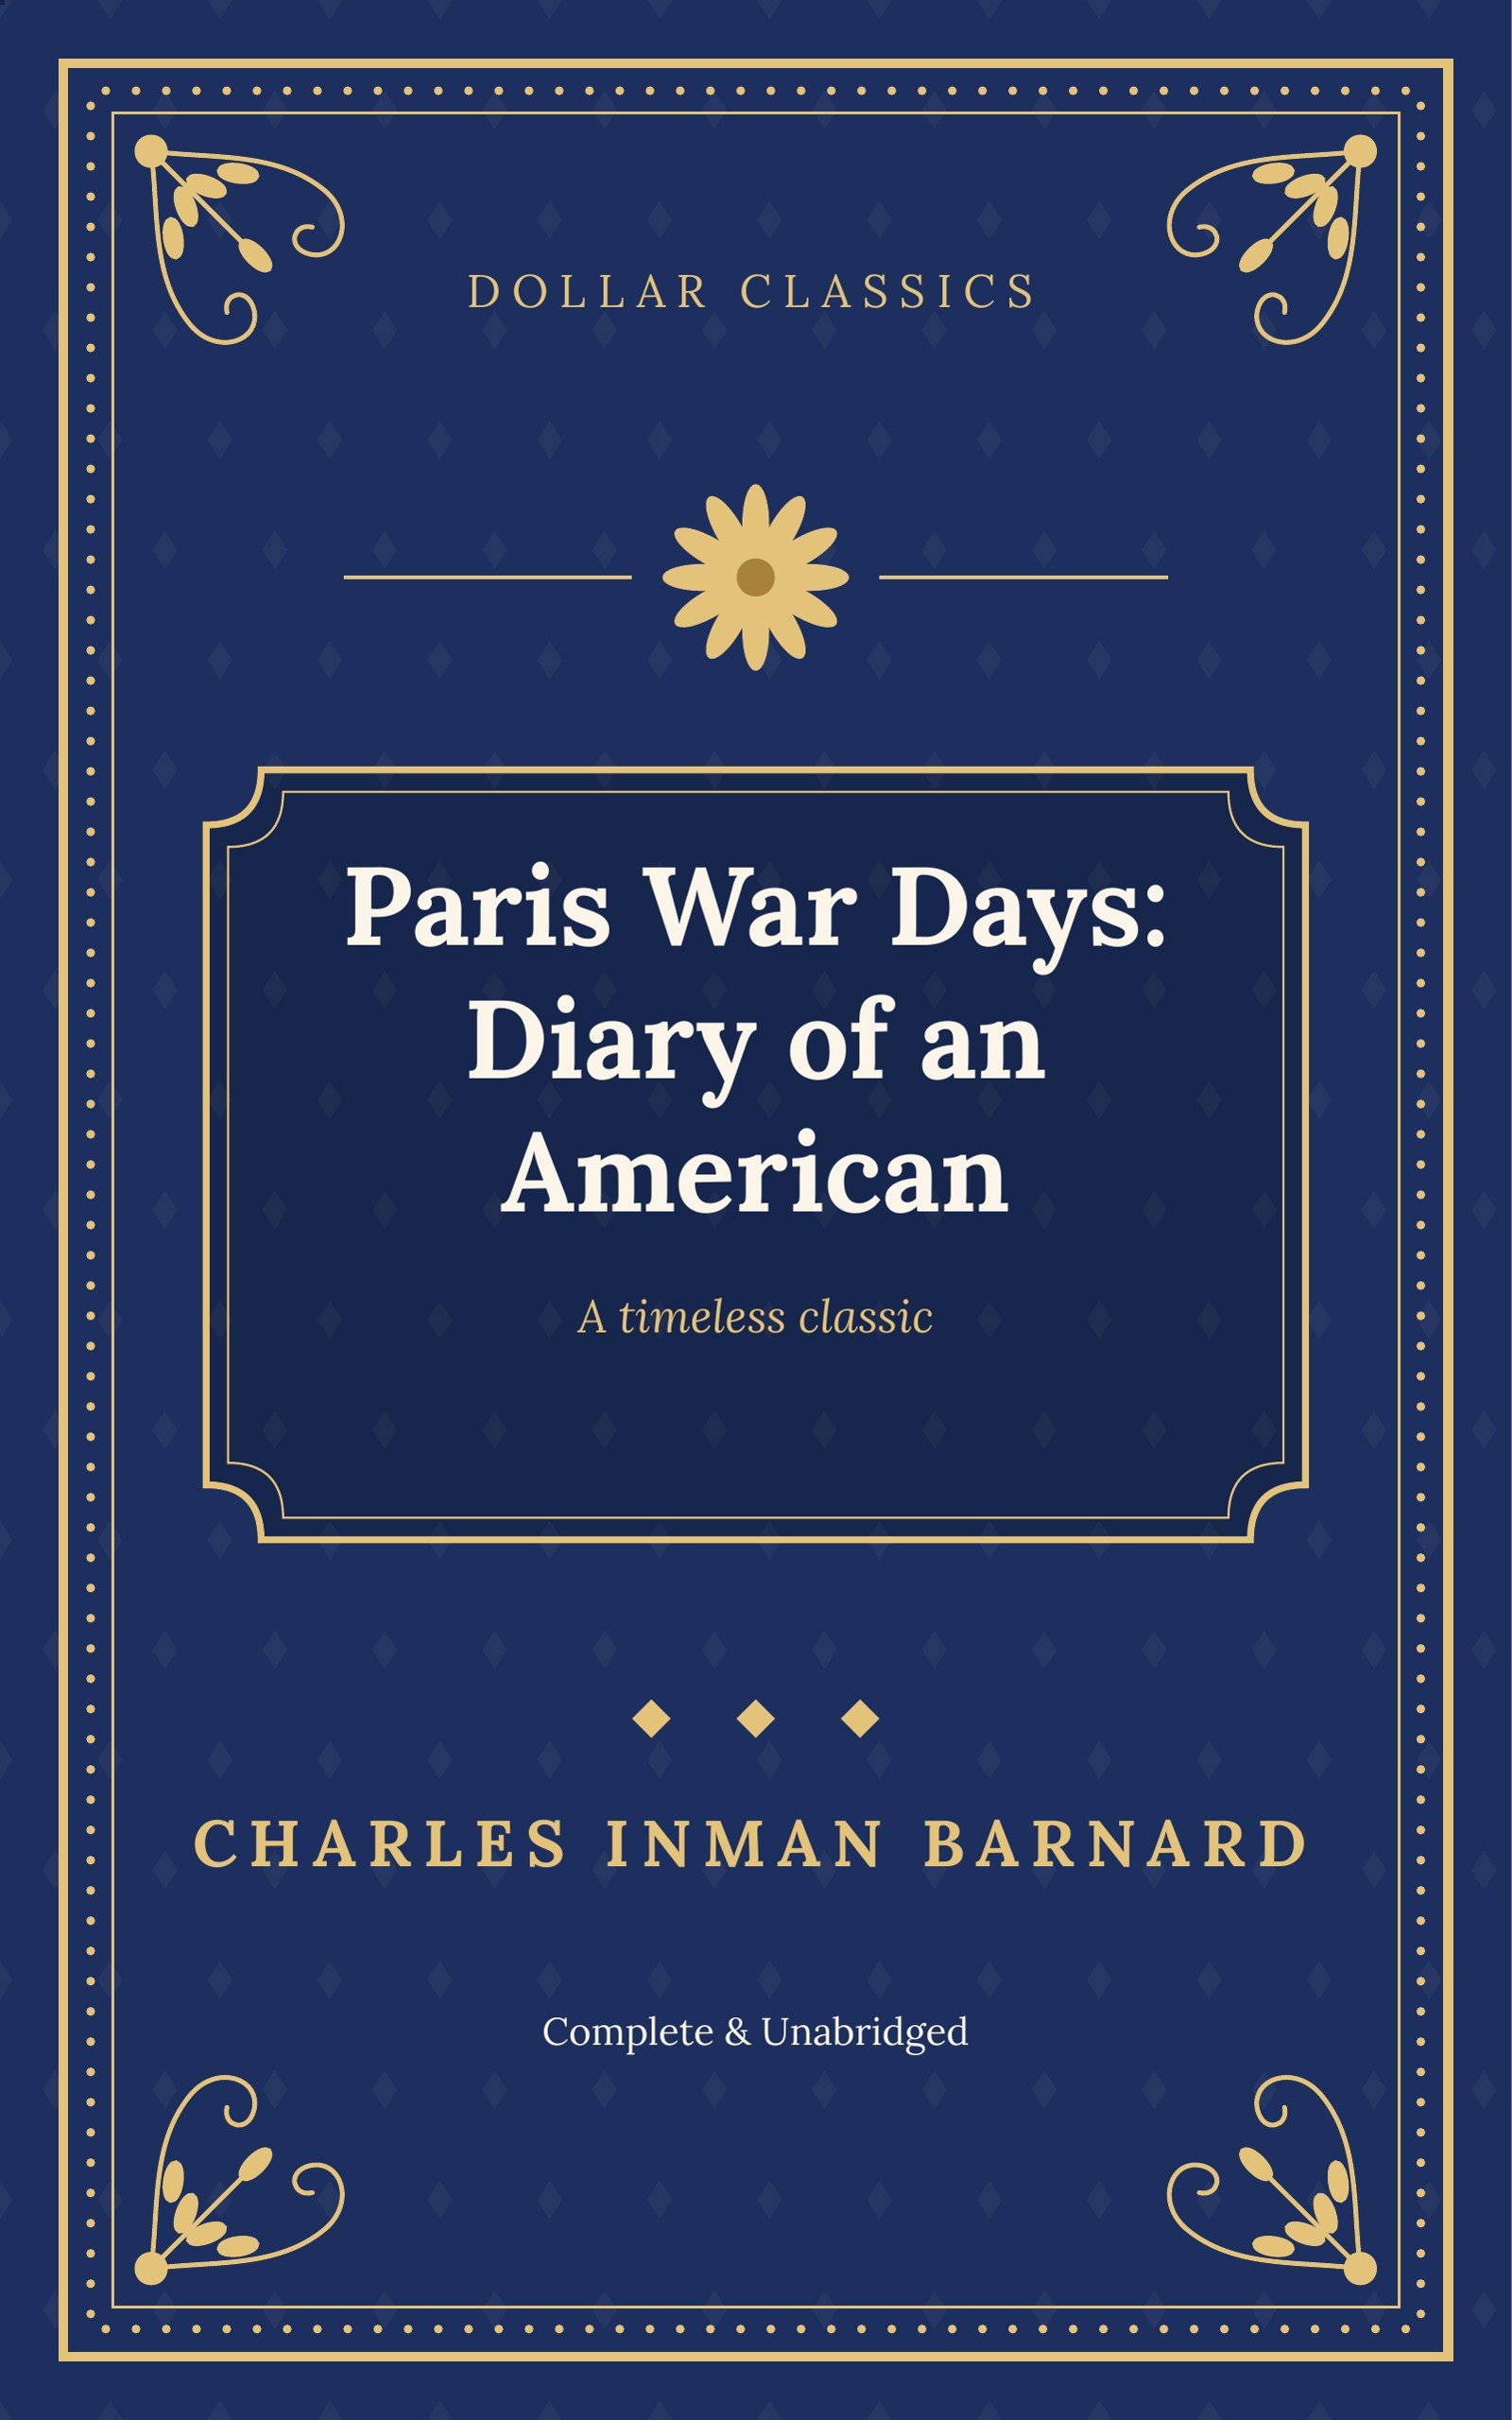 DOLLAR CLASSICS
Paris War Days:
Diary of an
American
A timeless classic
CHARLES INMAN BARNARD
Complete & Unabridged